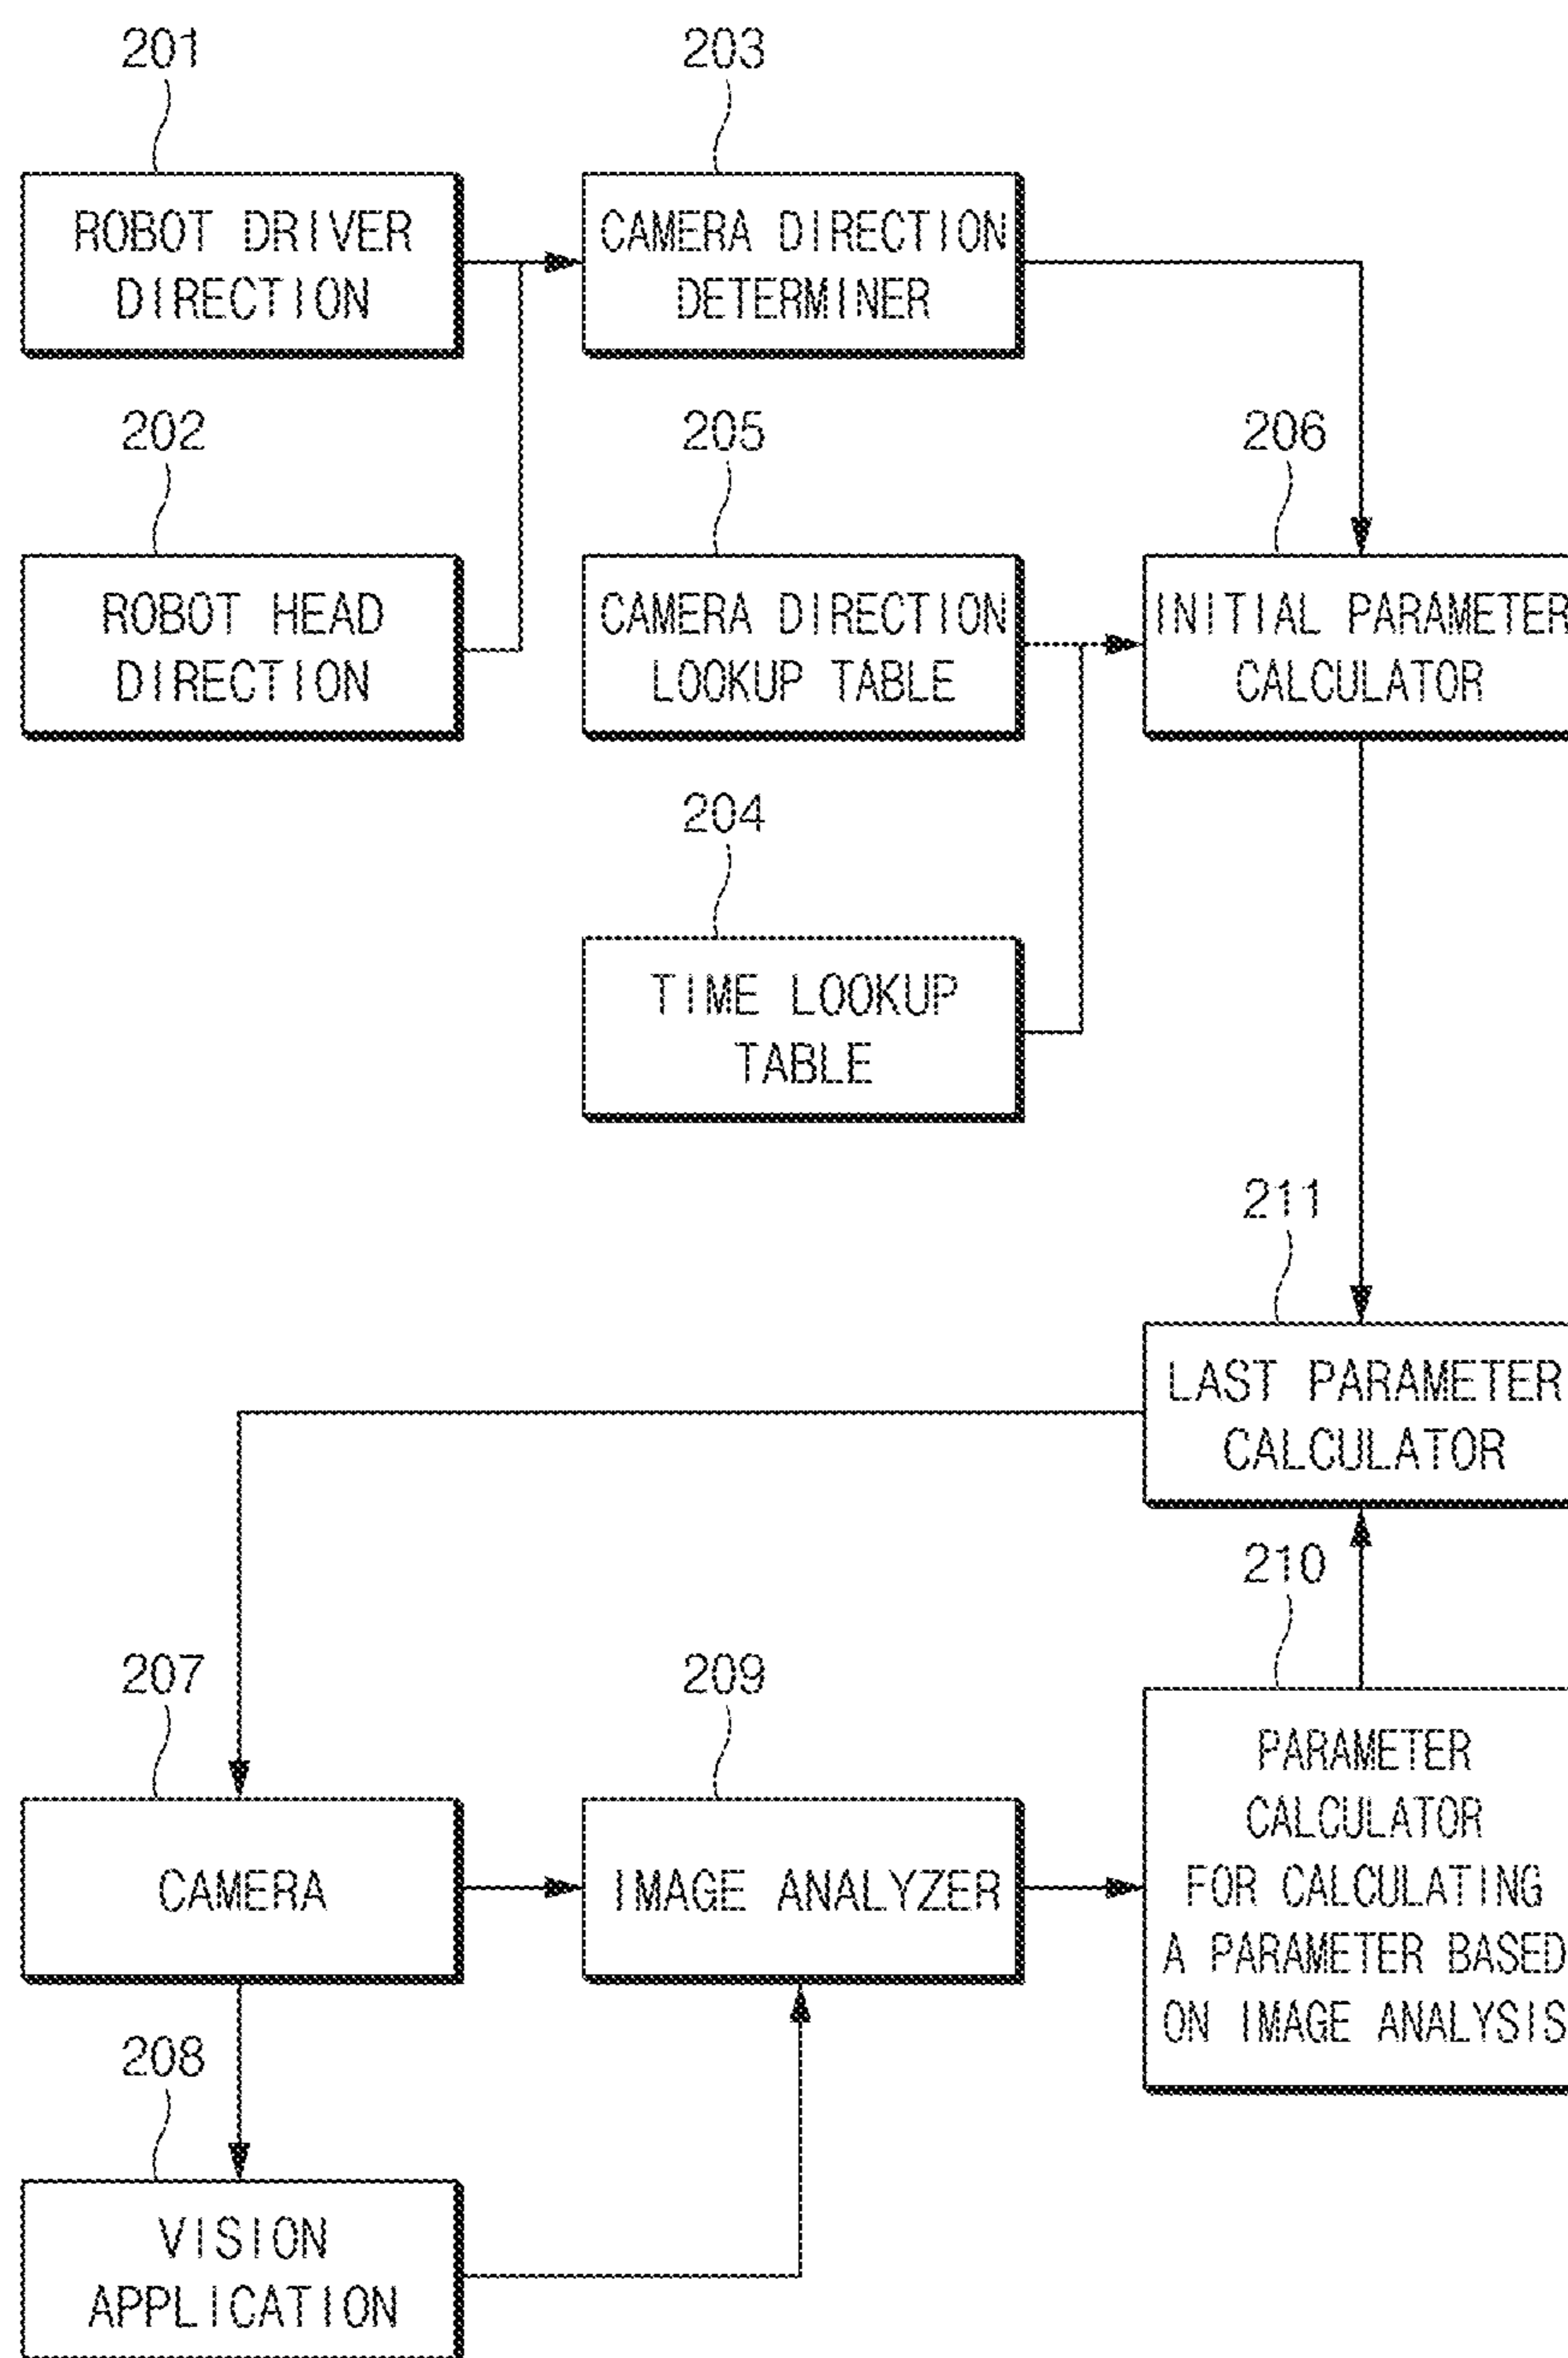 201
203
ROBOT DRIVER
DIRECTION
CAMERA DIRECTION
DETERMINER
202
205
206
ROBOT HEAD
DIRECTION
CAMERA DIRECTION
LOOKUP TABLE
INITIAL PARAMETER
CALCULATOR
204
TIME LOOKUP
TABLE
211
LAST PARAMETER
CALCULATOR
210
207
209
PARAMETER
CALCULATOR
FOR CALCULATING
A PARAMETER BASED
ON IMAGE ANALYSIS
CAMERA
IMAGE ANALYZER
208
VISION
APPLICATION